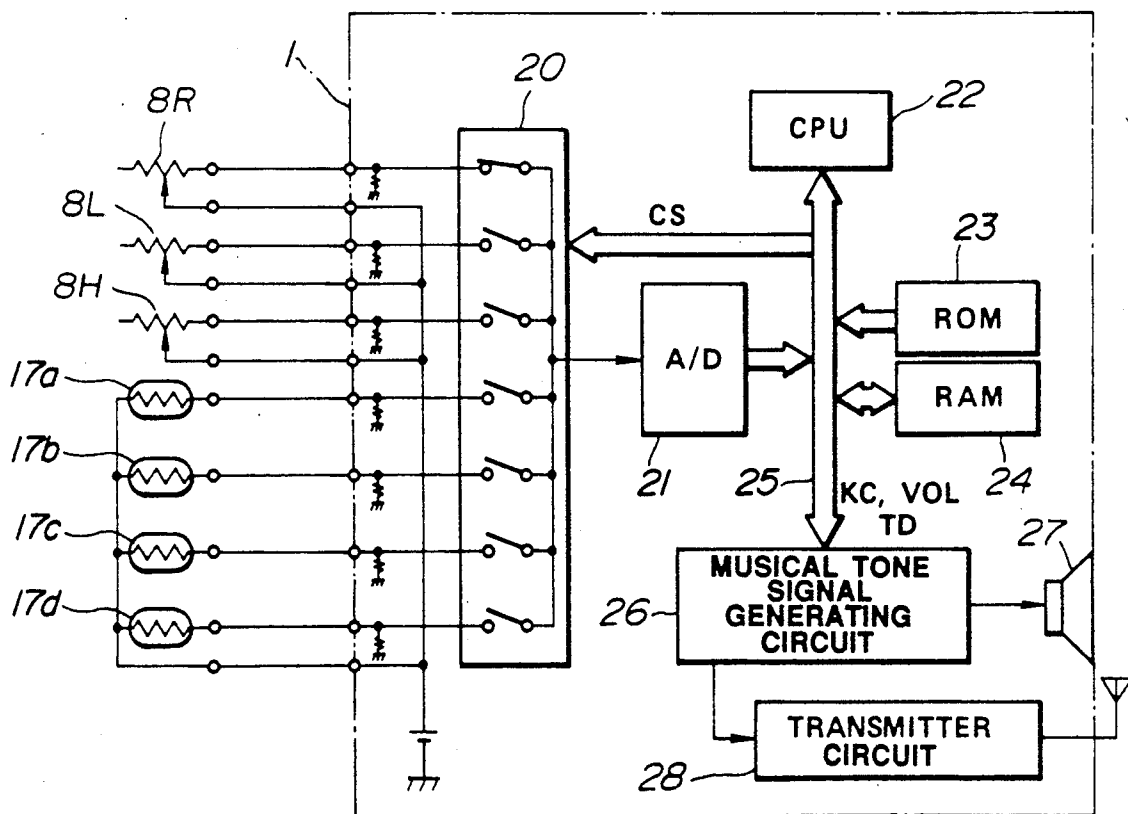 1
20
22
8R
CPU
8L
CS
23
8H
ROM
A/D
17a
RAM
17b
21
25
24
KC, VOL
TD
17c
27
MUSICAL TONE
SIGNAL
GENERATING
CIRCUIT
17d
26
TRANSMITTER
CIRCUIT
28